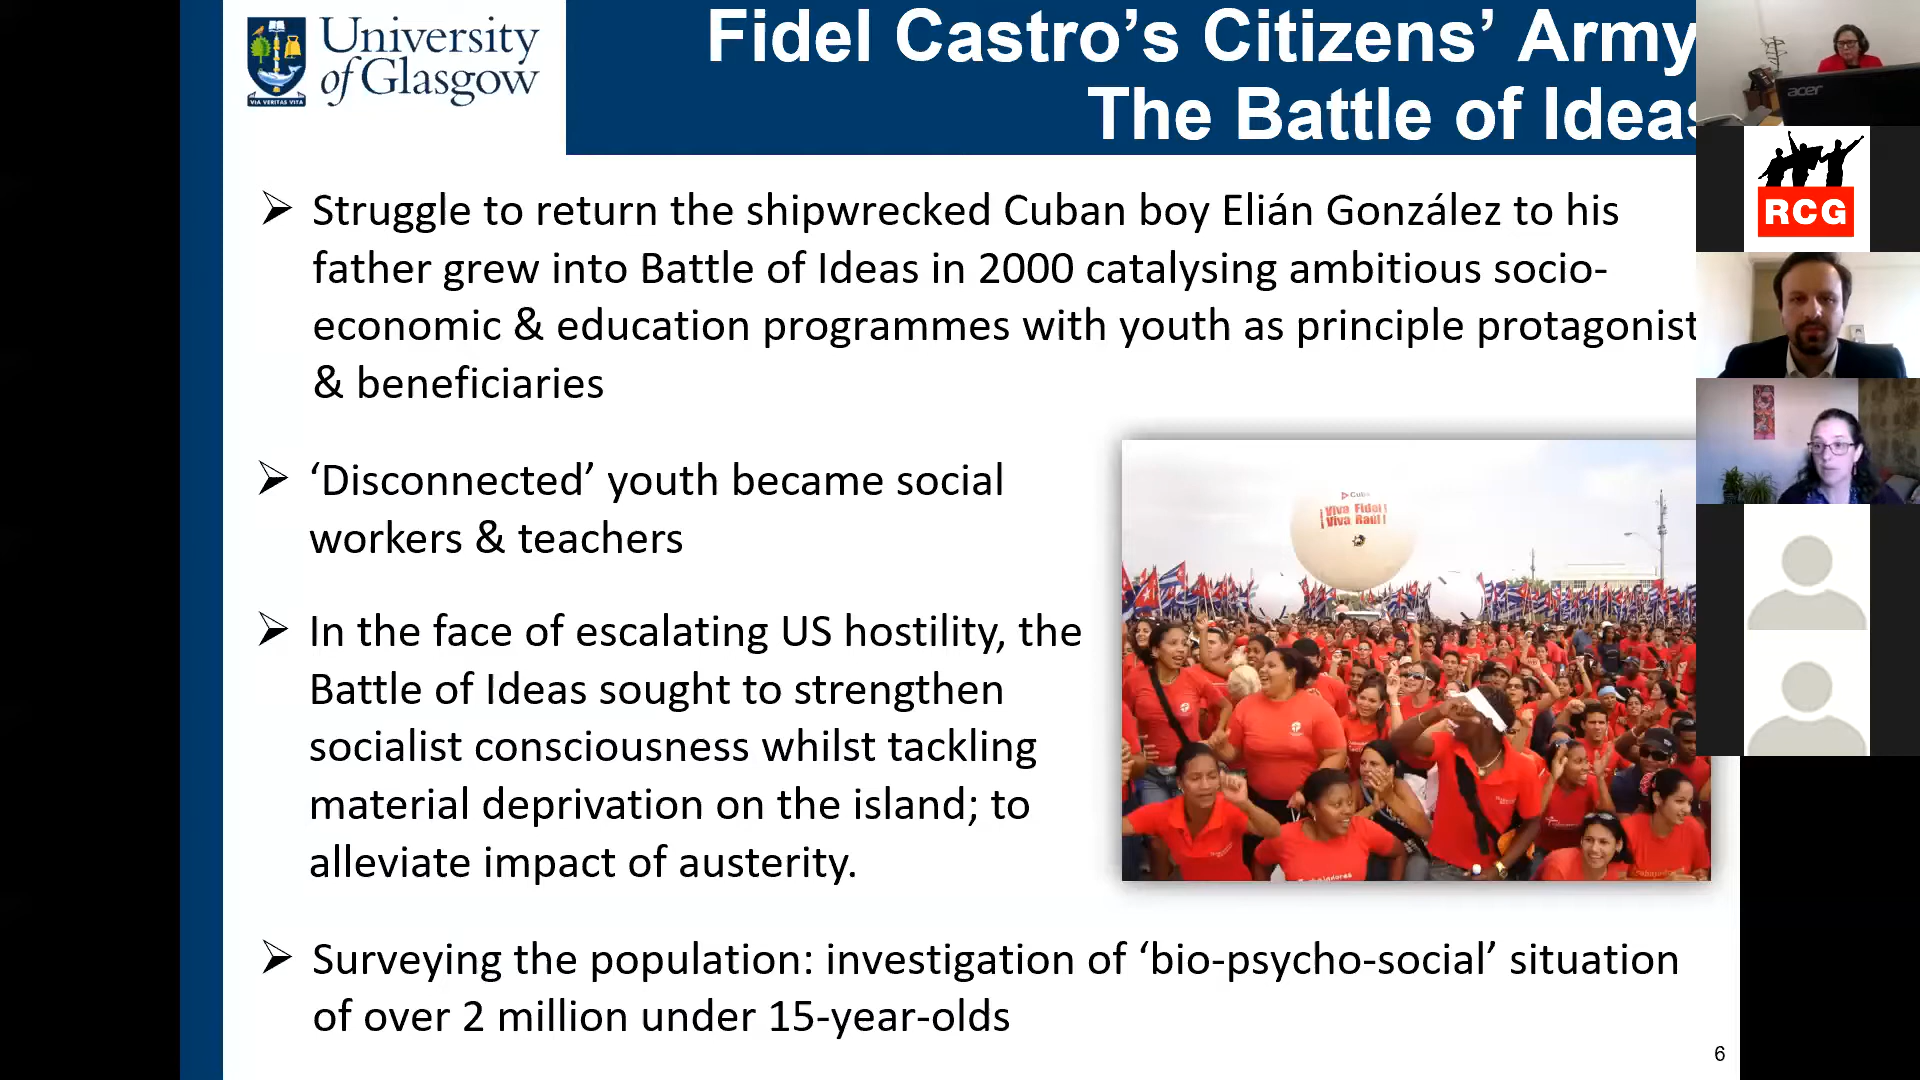 University
of Glasgow
VIA VERITAS VITA
Fidel Castro’s Citizens’ Army
The Battle of Ideas
acer
RCG
➢ Struggle to return the shipwrecked Cuban boy Elián González to his
father grew into Battle of Ideas in 2000 catalysing ambitious socio-
economic & education programmes with youth as principle protagonist
& beneficiaries
➢ ‘Disconnected’ youth became social
workers & teachers
➢ In the face of escalating US hostility, the
Battle of Ideas sought to strengthen
socialist consciousness whilst tackling
material deprivation on the island; to
alleviate impact of austerity.
Cuba
¡Viva Fidel!
¡Viva Raúl!
➢ Surveying the population: investigation of ‘bio-psycho-social’ situation
of over 2 million under 15-year-olds
6